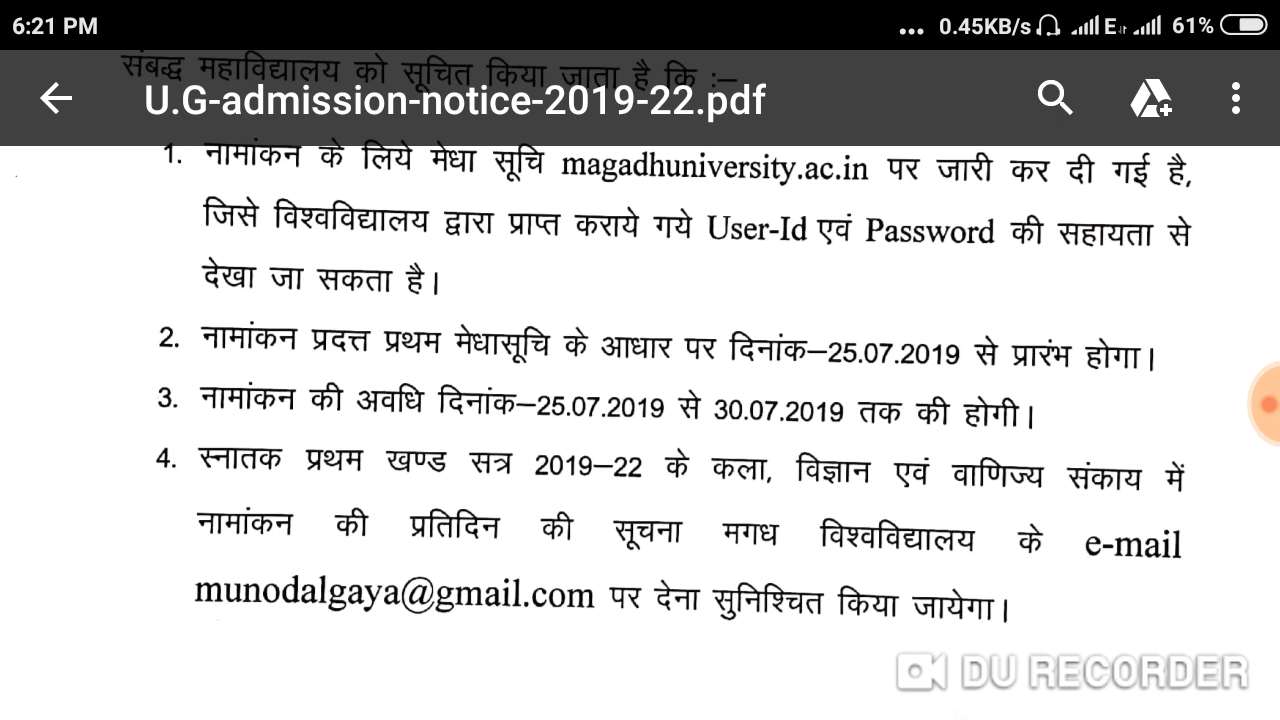 6:21 PM
... 0.45KB/s E 61%
संबद्ध महाविद्यालय को सूचित किया जाता है कि :–
U.G-admission-notice-2019-22.pdf
1. नामांकन के लिये मेधा सूचि magadhuniversity.ac.in पर जारी कर दी गई है,
जिसे विश्वविद्यालय द्वारा प्राप्त कराये गये User-Id एवं Password की सहायता से
देखा जा सकता है।
2. नामांकन प्रदत्त प्रथम मेधासूचि के आधार पर दिनांक–25.07.2019 से प्रारंभ होगा।
3. नामांकन की अवधि दिनांक–25.07.2019 से 30.07.2019 तक की होगी।
4. स्नातक प्रथम खण्ड सत्र 2019–22 के कला, विज्ञान एवं वाणिज्य संकाय में
नामांकन की प्रतिदिन की सूचना मगध विश्वविद्यालय के e-mail
munodalgaya@gmail.com पर देना सुनिश्चित किया जायेगा।
DU RECORDER